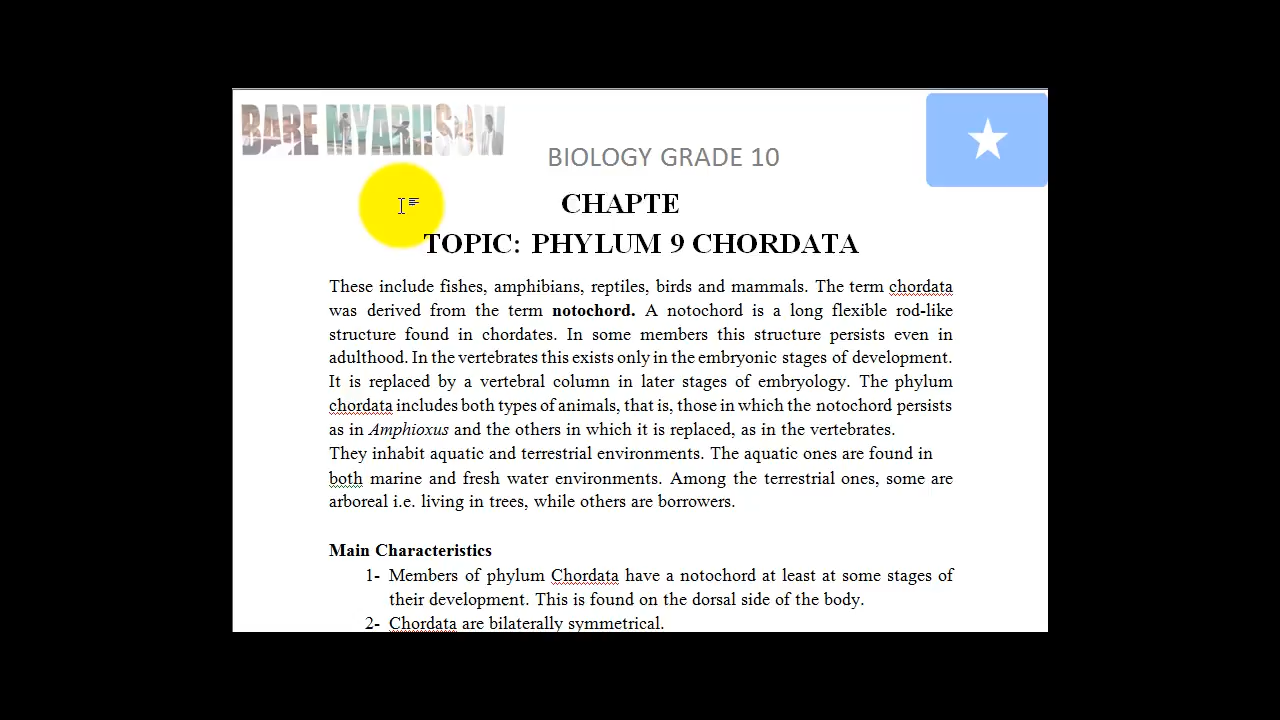 BARE MYARIISOW
BIOLOGY GRADE 10
CHAPTE
TOPIC: PHYLUM 9 CHORDATA
These include fishes, amphibians, reptiles, birds and mammals. The term chordata
was derived from the term notochord. A notochord is a long flexible rod-like
structure found in chordates. In some members this structure persists even in
adulthood. In the vertebrates this exists only in the embryonic stages of development.
It is replaced by a vertebral column in later stages of embryology. The phylum
chordata includes both types of animals, that is, those in which the notochord persists
as in Amphioxus and the others in which it is replaced, as in the vertebrates.
They inhabit aquatic and terrestrial environments. The aquatic ones are found in
both marine and fresh water environments. Among the terrestrial ones, some are
arboreal i.e. living in trees, while others are borrowers.
Main Characteristics
1- Members of phylum Chordata have a notochord at least at some stages of
their development. This is found on the dorsal side of the body.
2- Chordata are bilaterally symmetrical.